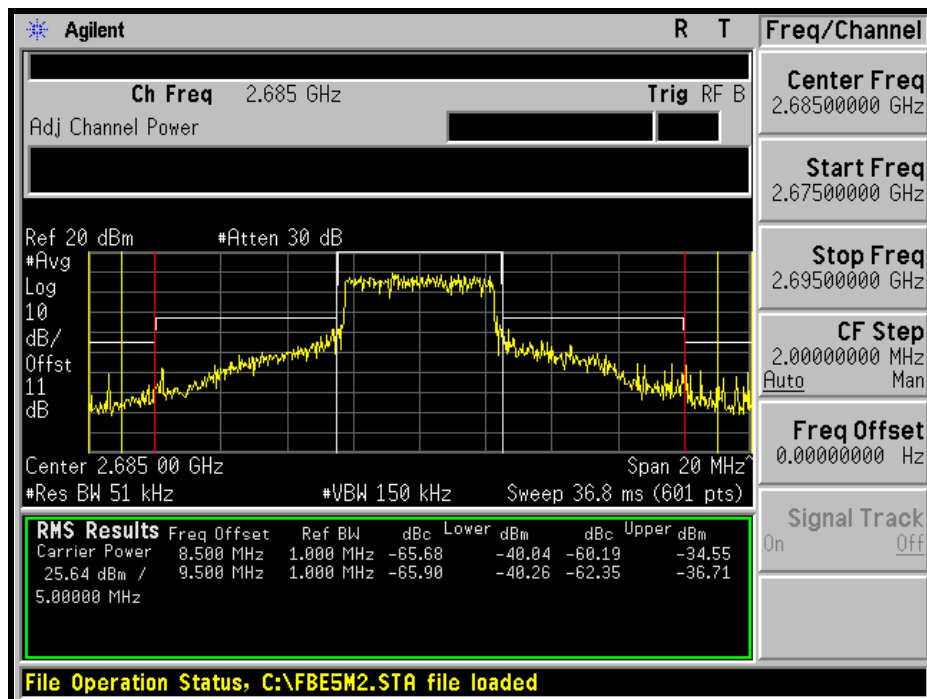 Agilent R T Freq/Channel
Ch Freq 2.685 GHz Trig RF B
Adj Channel Power
Center Freq
2.68500000 GHz
Start Freq
2.67500000 GHz
Stop Freq
2.69500000 GHz
CF Step
2.00000000 MHz
Auto Man
Freq Offset
0.00000000 Hz
Signal Track
On Off
Ref 20 dBm #Atten 30 dB
#Avg
Log
10
dB/
Offst
11
dB
Center 2.685 00 GHz Span 20 MHz^
#Res BW 51 kHz #VBW 150 kHz Sweep 36.8 ms (601 pts)
RMS Results Freq Offset Ref BW dBc Lower dBm dBc Upper dBm
Carrier Power 8.500 MHz 1.000 MHz -65.68 -40.04 -60.19 -34.55
25.64 dBm / 9.500 MHz 1.000 MHz -65.90 -40.26 -62.35 -36.71
5.00000 MHz
File Operation Status, C:\FBE5M2.STA file loaded